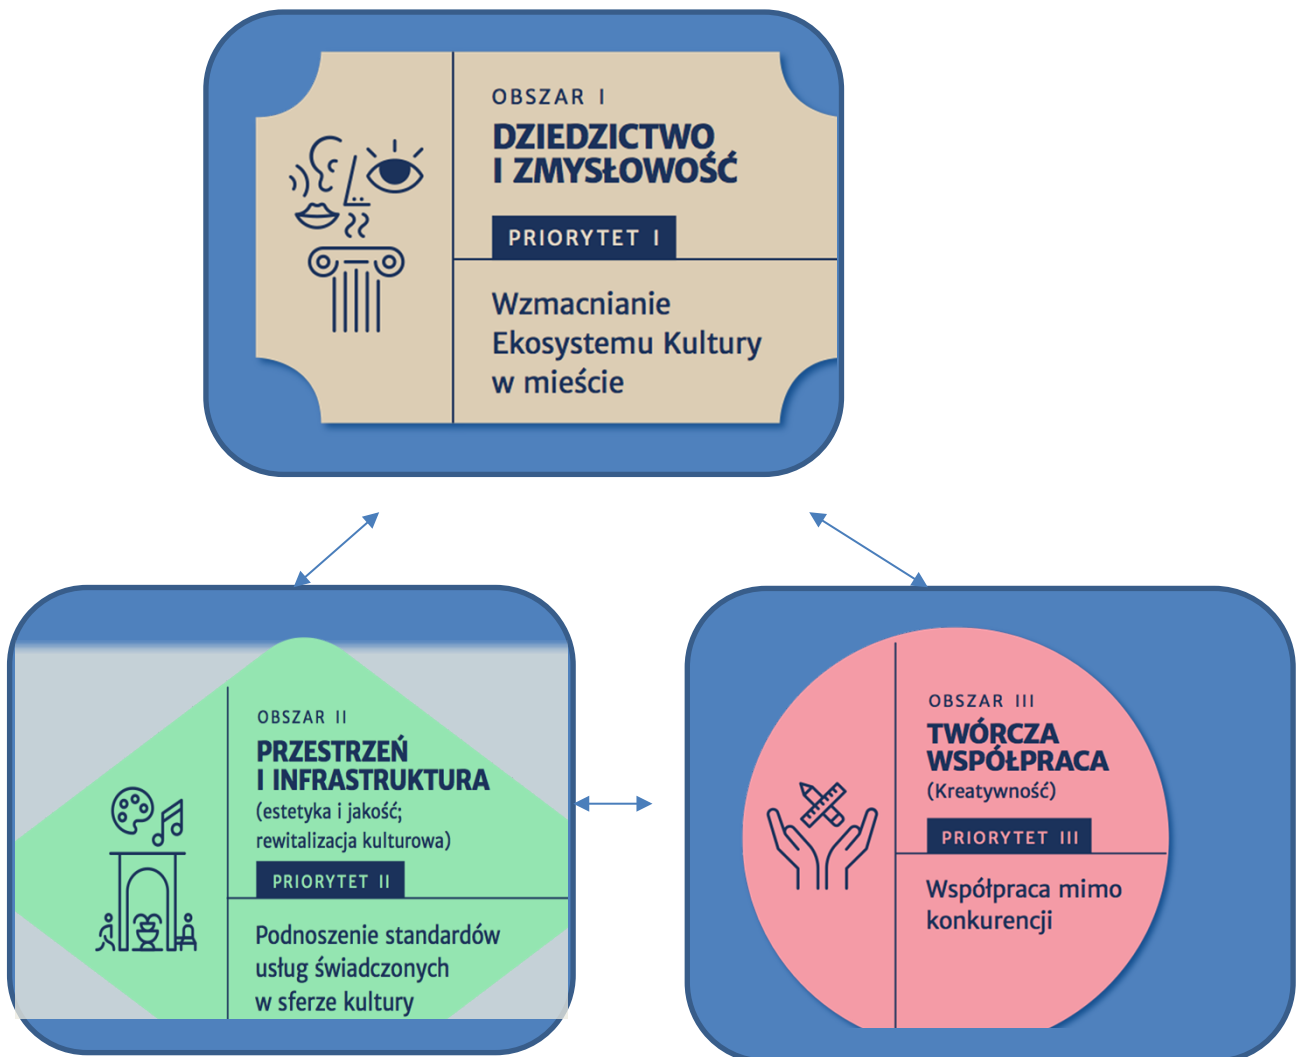 OBSZAR I
DZIEDZICTWO
I ZMYSŁOWOŚĆ
PRIORYTET I
Wzmacnianie
Ekosystemu Kultury
w mieście
OBSZAR II
PRZESTRZEŃ
I INFRASTRUKTURA
(estetyka i jakość;
rewitalizacja kulturowa)
PRIORYTET II
Podnoszenie standardów
usług świadczonych
w sferze kultury
OBSZAR III
TWÓRCZA
WSPÓŁPRACA
(Kreatywność)
PRIORYTET III
Współpraca mimo
konkurencji